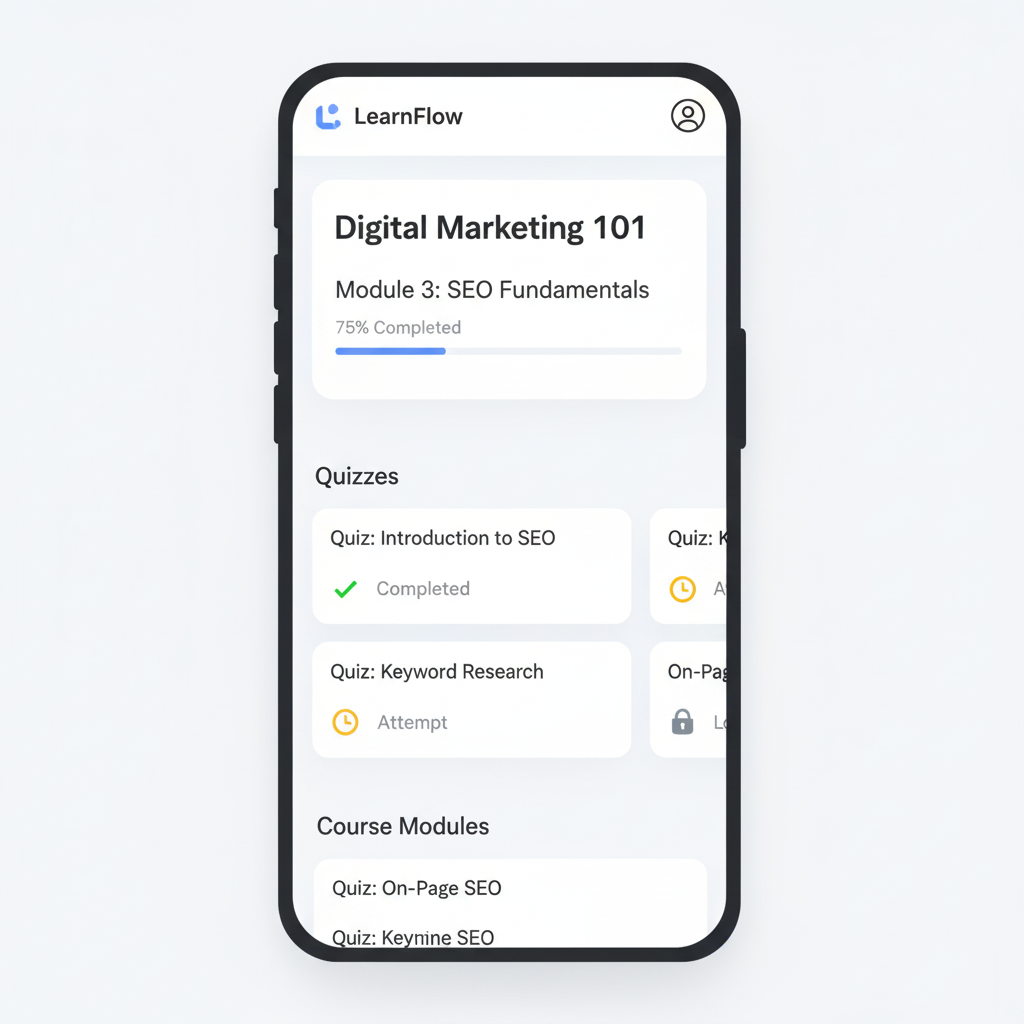 LearnFlow
Digital Marketing 101
Module 3: SEO Fundamentals
75% Completed
Quizzes
Quiz: Introduction to SEO
Completed
Quiz: K
A
Quiz: Keyword Research
Attempt
On-Pag
Lo
Course Modules
Quiz: On-Page SEO
Quiz: Keymine SEO